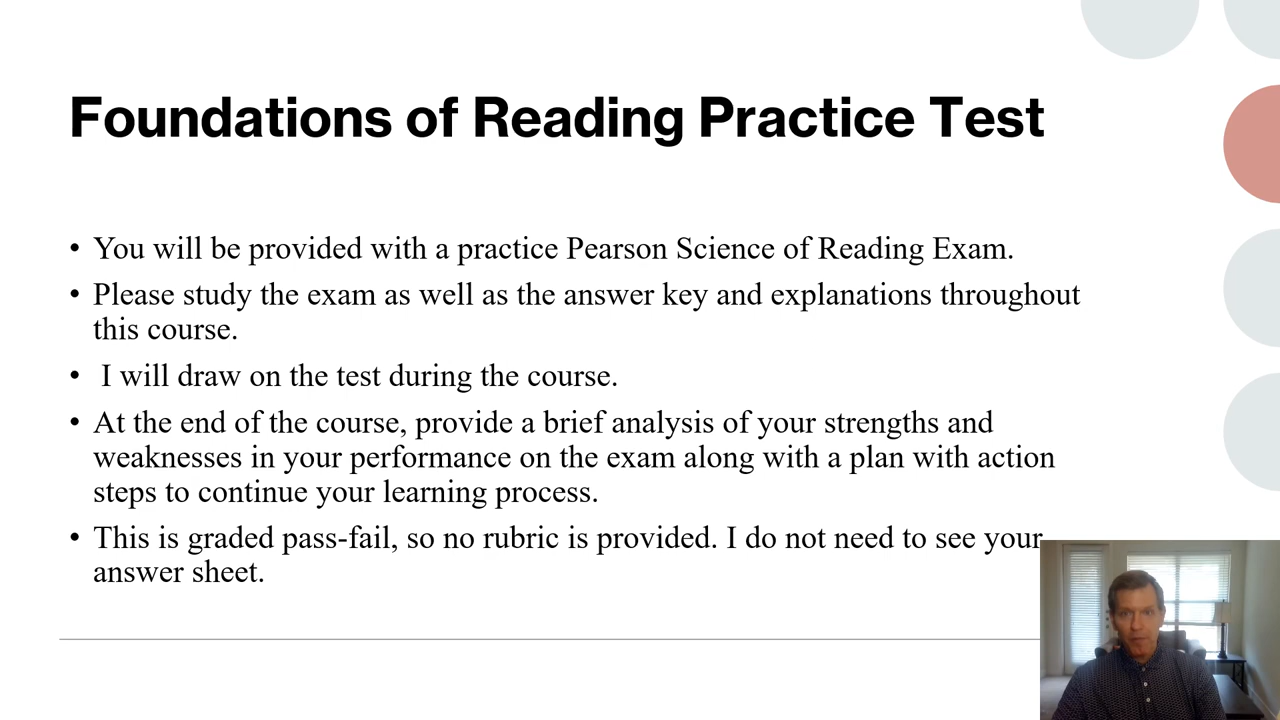 Foundations of Reading Practice Test
• You will be provided with a practice Pearson Science of Reading Exam.
• Please study the exam as well as the answer key and explanations throughout
this course.
• I will draw on the test during the course.
• At the end of the course, provide a brief analysis of your strengths and
weaknesses in your performance on the exam along with a plan with action
steps to continue your learning process.
• This is graded pass-fail, so no rubric is provided. I do not need to see your
answer sheet.